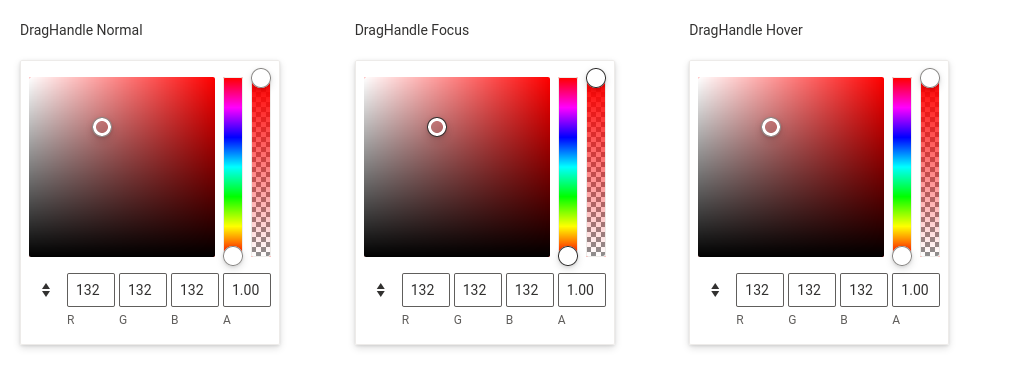 DragHandle Normal
132 132 132 1.00
R G B A
DragHandle Focus
132 132 132 1.00
R G B A
DragHandle Hover
132 132 132 1.00
R G B A